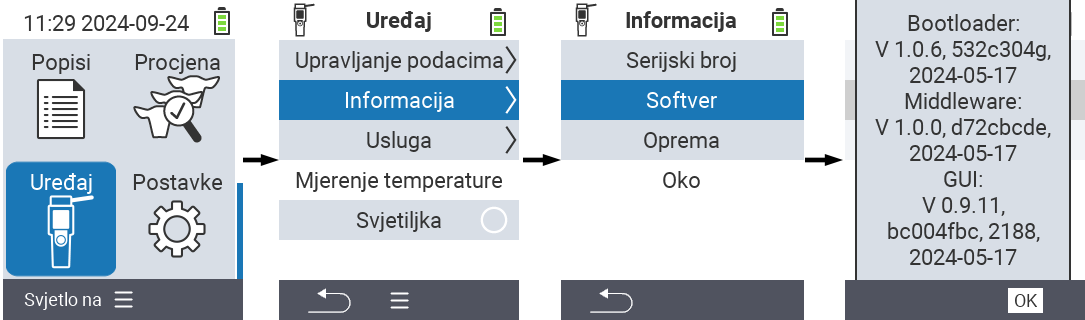 11:29 2024-09-24
Popisi
Procjena
Uređaj
Postavke
Svjetlo na
Uređaj
Upravljanje podacima
Informacija
Usluga
Mjerenje temperature
Svjetiljka
Informacija
Serijski broj
Softver
Oprema
Oko
Bootloader:
V 1.0.6, 532c304g,
2024-05-17
Middleware:
V 1.0.0, d72cbcde,
2024-05-17
GUI:
V 0.9.11,
bc004fbc, 2188,
2024-05-17
OK